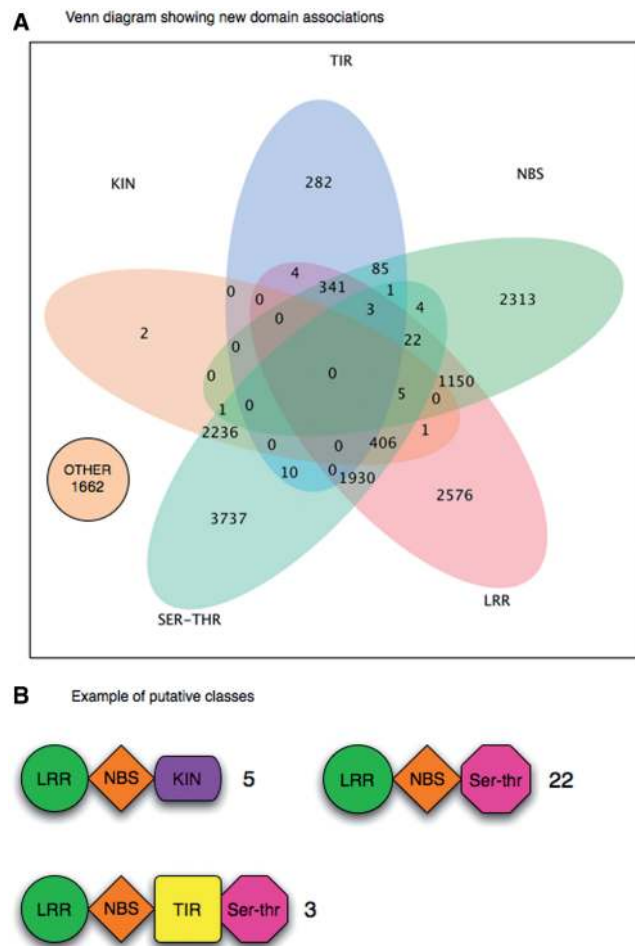 A Venn diagram showing new domain associations
TIR
KIN
NBS
282
4
85
0
0
341
1
2313
3
4
0
2
22
0
0
0
1150
5
0
1
0
2236
1
0
0
406
OTHER
1662
10
0
1930
2576
3737
SER-THR
LRR
B Example of putative classes
LRR NBS KIN 5
LRR NBS Ser-thr 22
LRR NBS TIR Ser-thr 3